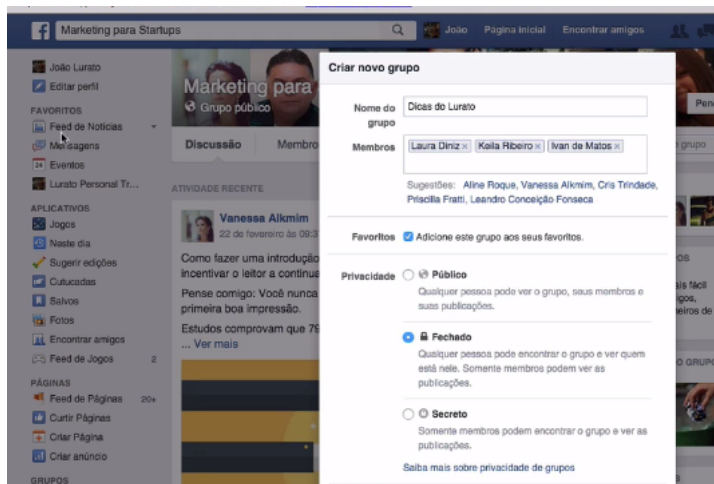 Marketing para Startups
João
Página inicial
Encontrar amigos
João Lurato
Editar perfil
FAVORITOS
Feed de Notícias
Mensagens
Eventos
Lurato Personal Tr...
APLICATIVOS
Jogos
Neste dia
Sugerir edições
Cutucadas
Salvos
Fotos
Encontrar amigos
Feed de Jogos 2
PÁGINAS
Feed de Páginas 20+
Curtir Páginas
Criar Página
Criar anúncio
GRUPOS
Marketing para
Grupo público
Discussão
Membro
ATIVIDADE RECENTE
Vanessa Alkmim
22 de fevereiro às 09:3
Como fazer uma introdução
incentivar o leitor a continua
Pense comigo: Você nunca
primeira boa impressão.
Estudos comprovam que 79
... Ver mais
Criar novo grupo
Nome do grupo
Dicas do Lurato
Membros
Laura Diniz × Keila Ribeiro × Ivan de Matos ×
Sugestões: Aline Roque, Vanessa Alkmim, Cris Trindade,
Priscilla Fratti, Leandro Conceição Fonseca
Favoritos
Adicione este grupo aos seus favoritos.
Privacidade
Público
Qualquer pessoa pode ver o grupo, seus membros e
suas publicações.
Fechado
Qualquer pessoa pode encontrar o grupo e ver quem
está nele. Somente membros podem ver as
publicações.
Secreto
Somente membros podem encontrar o grupo e ver as
publicações.
Saiba mais sobre privacidade de grupos
Pen
grupo
ais fácil
igos,
neiros de
O GRUP